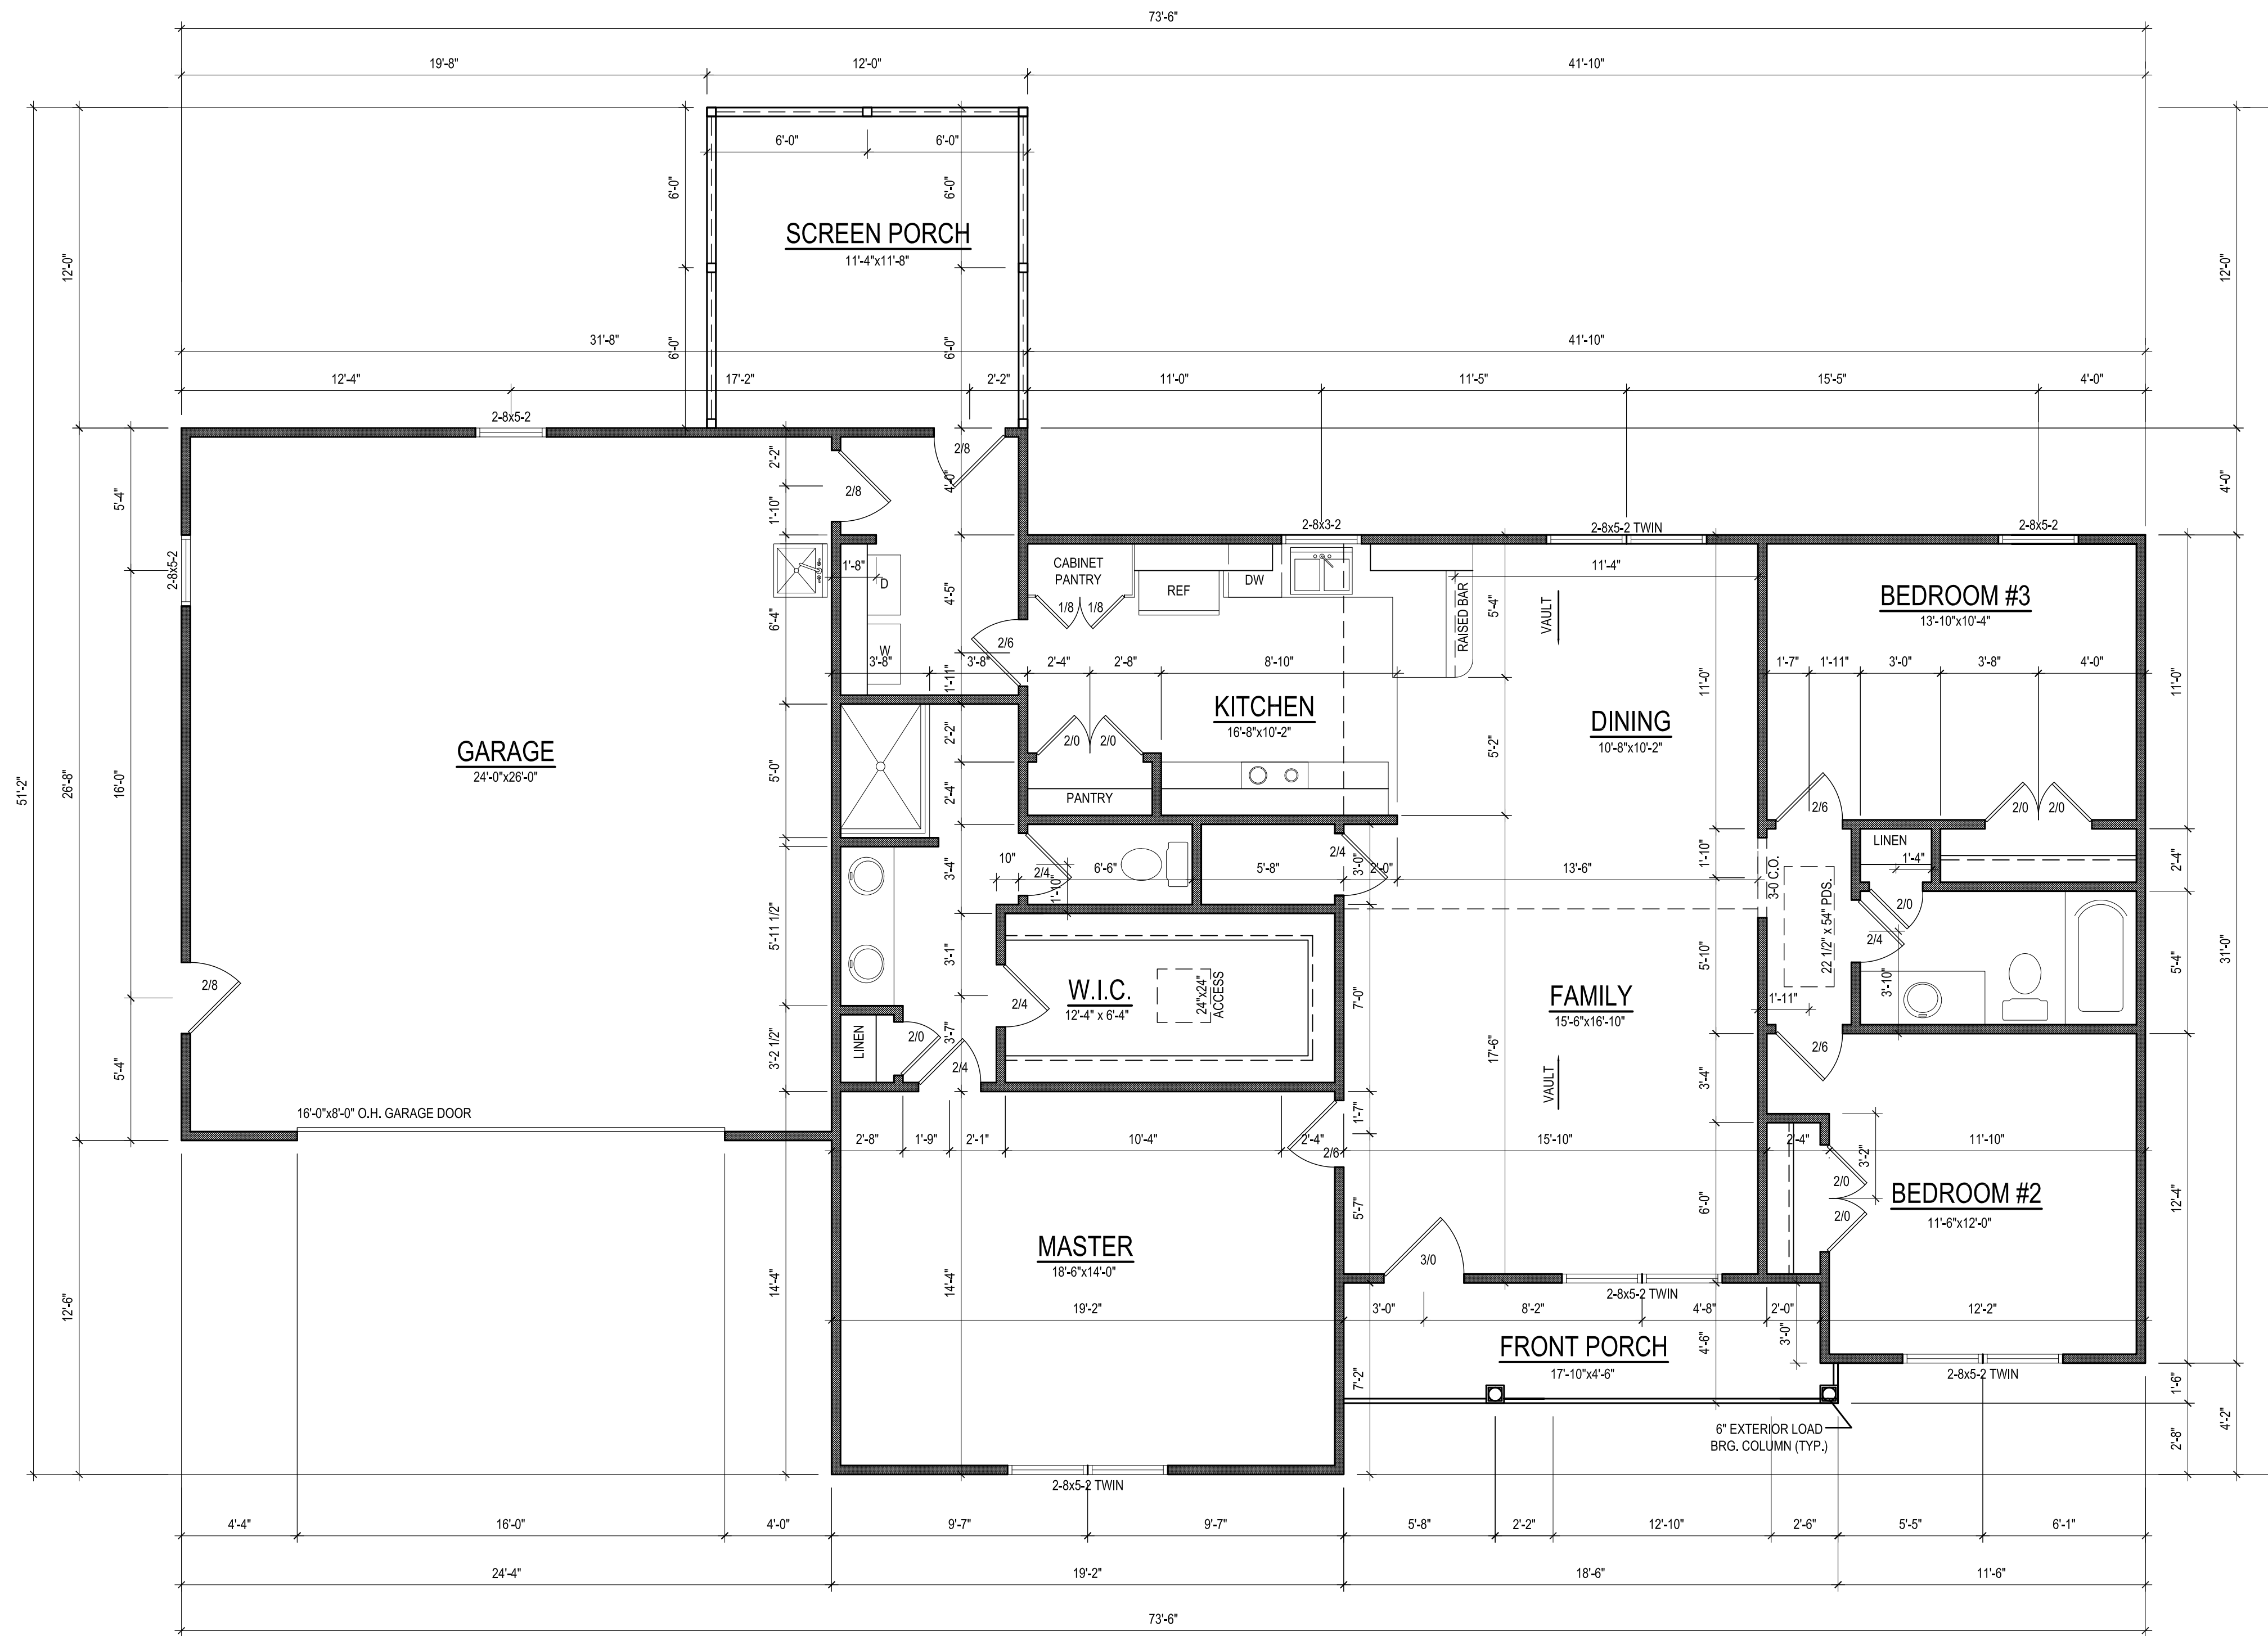 73'-6"
19'-8" 12'-0" 41'-10"
6'-0" 6'-0"
6'-0" 6'-0"
SCREEN PORCH
11'-4"x11'-8"
12'-0" 12'-0"
6'-0" 6'-0"
31'-8" 41'-10"
12'-4" 17'-2" 2'-2" 11'-0" 11'-5" 15'-5" 4'-0"
2-8x5-2
2/8
2'-2"
2/8
4'-0"
4'-0"
5'-4"
1'-10"
2-8x3-2
2-8x5-2 TWIN
2-8x5-2
2-8x5-2
1'-8"
D
CABINET
PANTRY
REF
DW
11'-4"
4'-5"
1/8 1/8
5'-4"
RAISED BAR
VAULT
BEDROOM #3
13'-10"x10'-4"
6'-4"
W
2/6
3'-8" 3'-8" 2'-4" 2'-8" 8'-10"
1'-7" 1'-11" 3'-0" 3'-8" 4'-0"
1'-11"
11'-0"
11'-0"
KITCHEN
16'-8"x10'-2"
DINING
10'-8"x10'-2"
2'-2"
2/0 2/0
5'-2"
GARAGE
24'-0"x26'-0"
51'-2"
26'-8"
16'-0"
5'-0"
2'-4"
PANTRY
2/6
2/0 2/0
LINEN
1'-4"
2'-4"
3'-4"
10"
2/4
1'-10"
6'-6"
5'-8"
2/4
3'-0"
2'-0"
13'-6"
1'-10"
3-0 C.O.
22 1/2" x 54" PDS.
2/0
2/4
5'-11 1/2"
3'-1"
5'-10"
3'-10"
5'-4"
31'-0"
2/8
W.I.C.
12'-4" x 6'-4"
24"x24"
ACCESS
2/4
7'-0"
FAMILY
15'-6"x16'-10"
1'-11"
LINEN
2/0
3'-7"
3'-2 1/2"
2/4
17'-6"
VAULT
2/6
3'-4"
5'-4"
16'-0"x8'-0" O.H. GARAGE DOOR
1'-7"
2'-8" 1'-9" 2'-1" 10'-4" 2'-4" 15'-10" 2'-4" 11'-10"
2/6
3'-2"
2/0
2/0
BEDROOM #2
11'-6"x12'-0"
12'-4"
5'-7"
6'-0"
MASTER
18'-6"x14'-0"
3/0
14'-4" 14'-4"
12'-6"
2-8x5-2 TWIN
19'-2" 3'-0" 8'-2" 4'-8" 2'-0" 12'-2"
3'-0"
4'-6"
FRONT PORCH
17'-10"x4'-6"
7'-2"
2-8x5-2 TWIN
1'-6"
4'-2"
2'-8"
6" EXTERIOR LOAD
BRG. COLUMN (TYP.)
2-8x5-2 TWIN
4'-4" 16'-0" 4'-0" 9'-7" 9'-7" 5'-8" 2'-2" 12'-10" 2'-6" 5'-5" 6'-1"
24'-4" 19'-2" 18'-6" 11'-6"
73'-6"